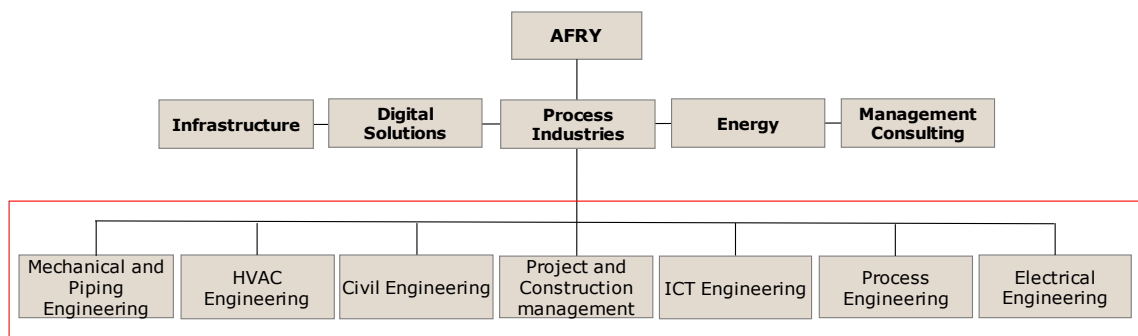 AFRY
Infrastructure
Digital
Solutions
Process
Industries
Energy
Management
Consulting
Mechanical and
Piping
Engineering
HVAC
Engineering
Civil Engineering
Project and
Construction
management
ICT Engineering
Process
Engineering
Electrical
Engineering